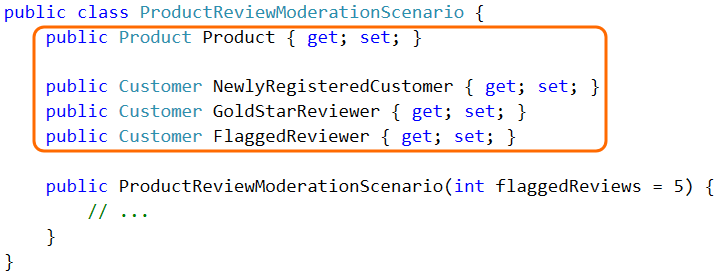 public class ProductReviewModerationScenario {
public Product Product { get; set; }
public Customer NewlyRegisteredCustomer { get; set; }
public Customer GoldStarReviewer { get; set; }
public Customer FlaggedReviewer { get; set; }
public ProductReviewModerationScenario(int flaggedReviews = 5) {
// ...
}
}